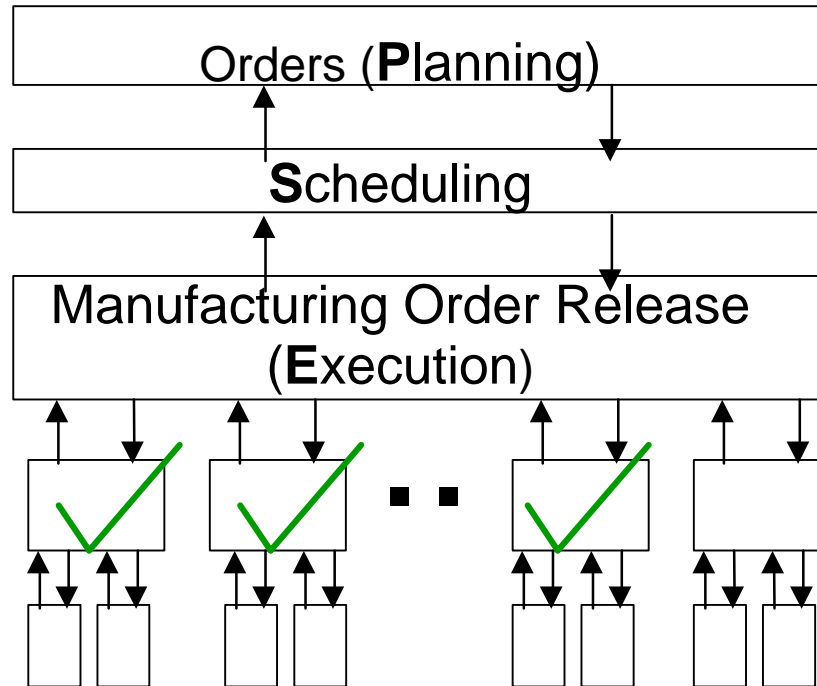 Orders (Planning)
Scheduling
Manufacturing Order Release
(Execution)